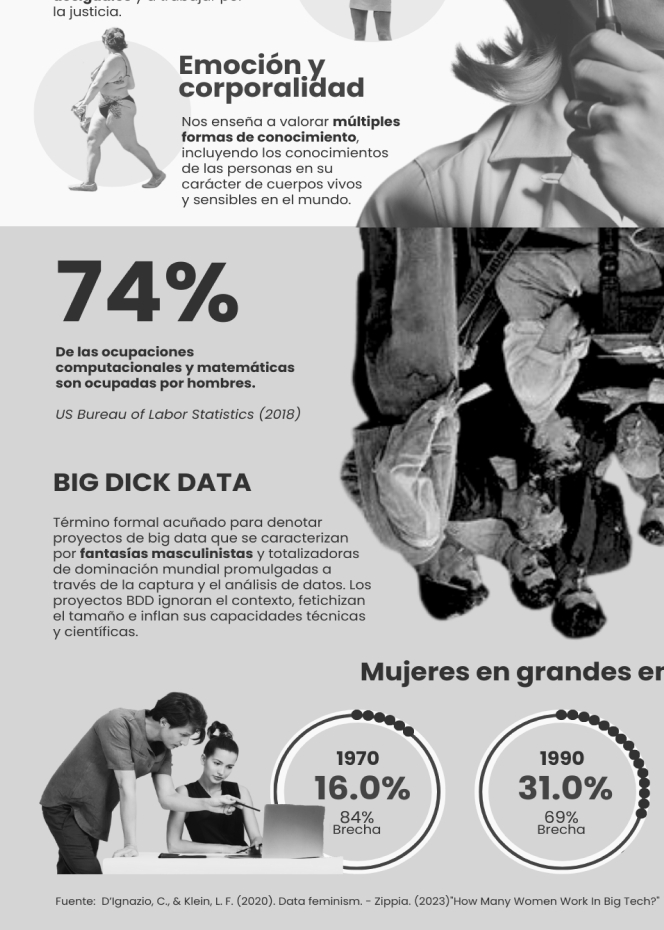 la justicia.
Emoción y
corporalidad
Nos enseña a valorar múltiples
formas de conocimiento,
incluyendo los conocimientos
de las personas en su
carácter de cuerpos vivos
y sensibles en el mundo.
74%
De las ocupaciones
computacionales y matemáticas
son ocupadas por hombres.
US Bureau of Labor Statistics (2018)
BIG DICK DATA
Término formal acuñado para denotar
proyectos de big data que se caracterizan
por fantasías masculinistas y totalizadoras
de dominación mundial promulgadas a
través de la captura y el análisis de datos. Los
proyectos BDD ignoran el contexto, fetichizan
el tamaño e inflan sus capacidades técnicas
y científicas.
Mujeres en grandes
1970
16.0%
84%
Brecha
1990
31.0%
69%
Brecha
Fuente: D'Ignazio, C., & Klein, L. F. (2020). Data feminism. - Zippia. (2023)"How Many Women Work In Big Tech?"